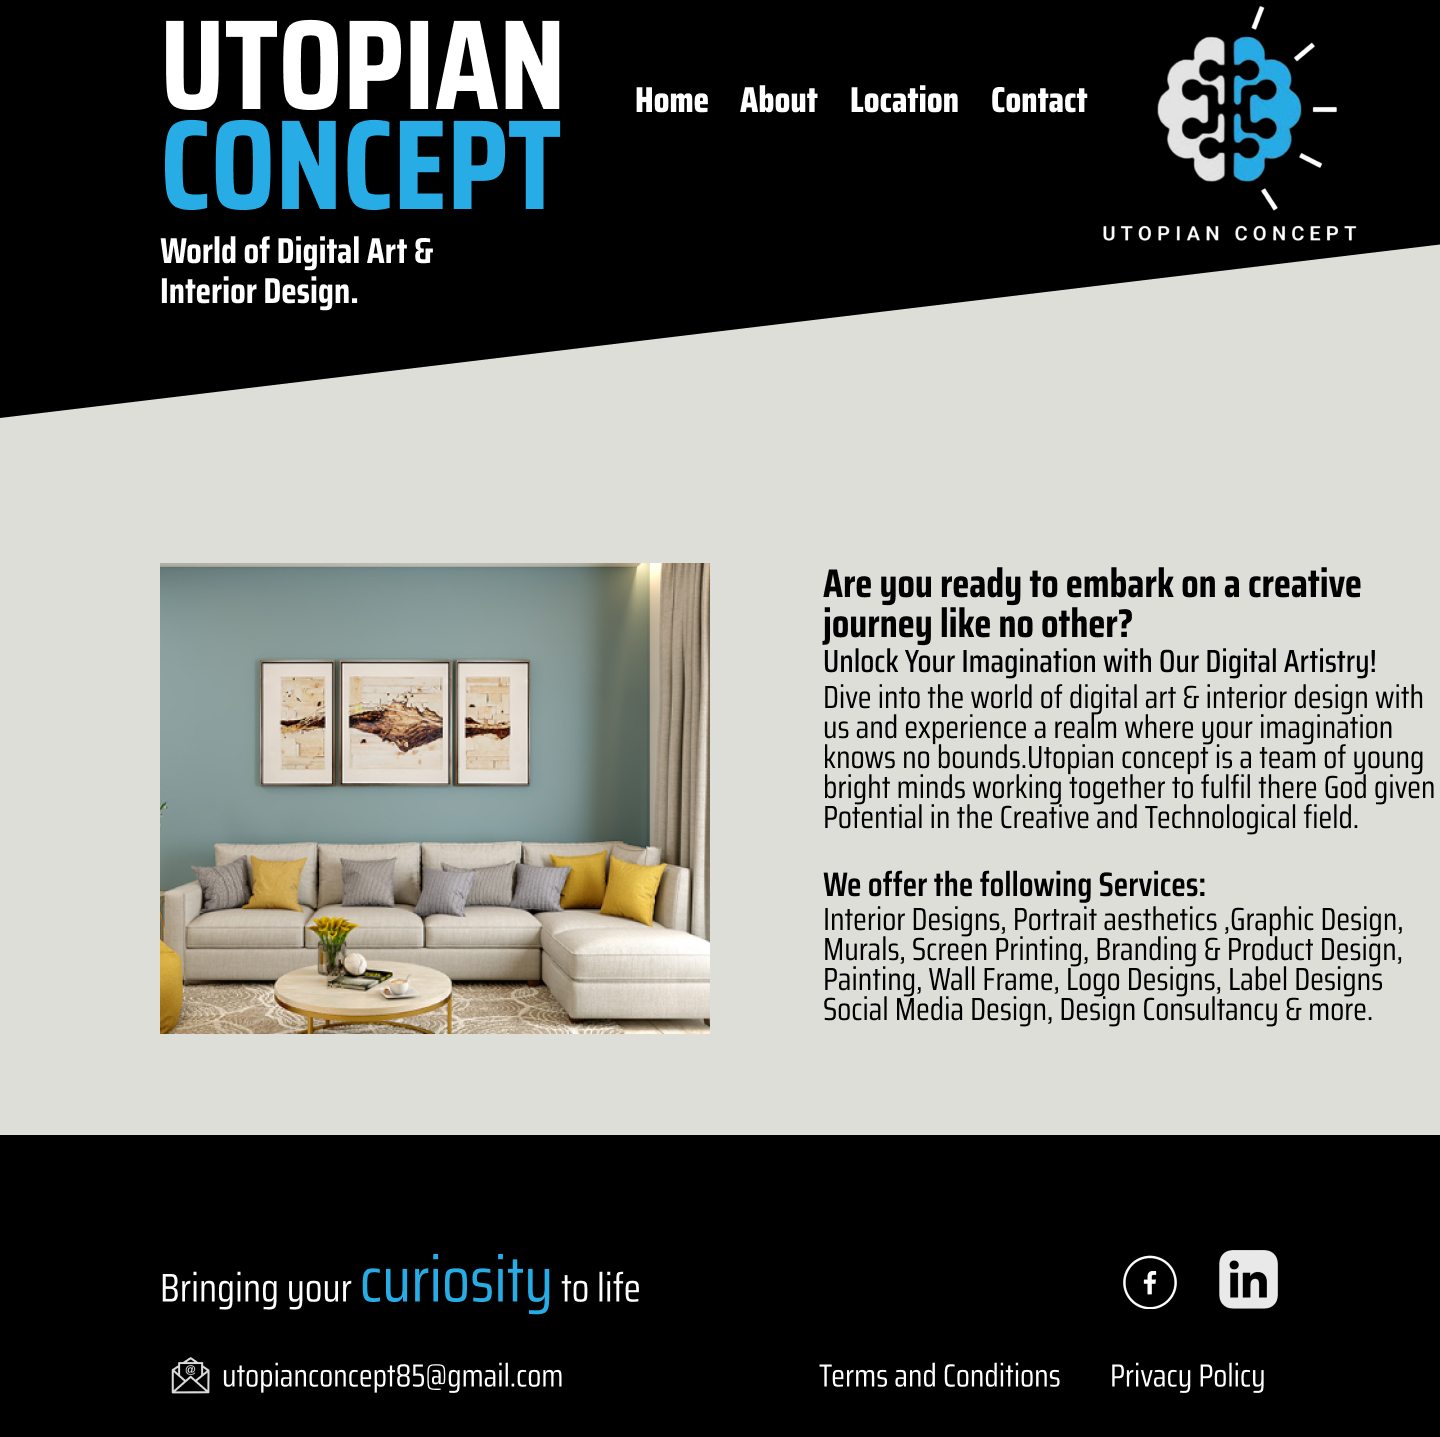 UTOPIAN
CONCEPT
World of Digital Art &
Interior Design.
Home About Location Contact
UTOPIAN CONCEPT
Are you ready to embark on a creative
journey like no other?
Unlock Your Imagination with Our Digital Artistry!
Dive into the world of digital art & interior design with
us and experience a realm where your imagination
knows no bounds.Utopian concept is a team of young
bright minds working together to fulfil there God given
Potential in the Creative and Technological field.
We offer the following Services:
Interior Designs, Portrait aesthetics ,Graphic Design,
Murals, Screen Printing, Branding & Product Design,
Painting, Wall Frame, Logo Designs, Label Designs
Social Media Design, Design Consultancy & more.
Bringing your curiosity to life
f
in
@
utopianconcept85@gmail.com
Terms and Conditions Privacy Policy